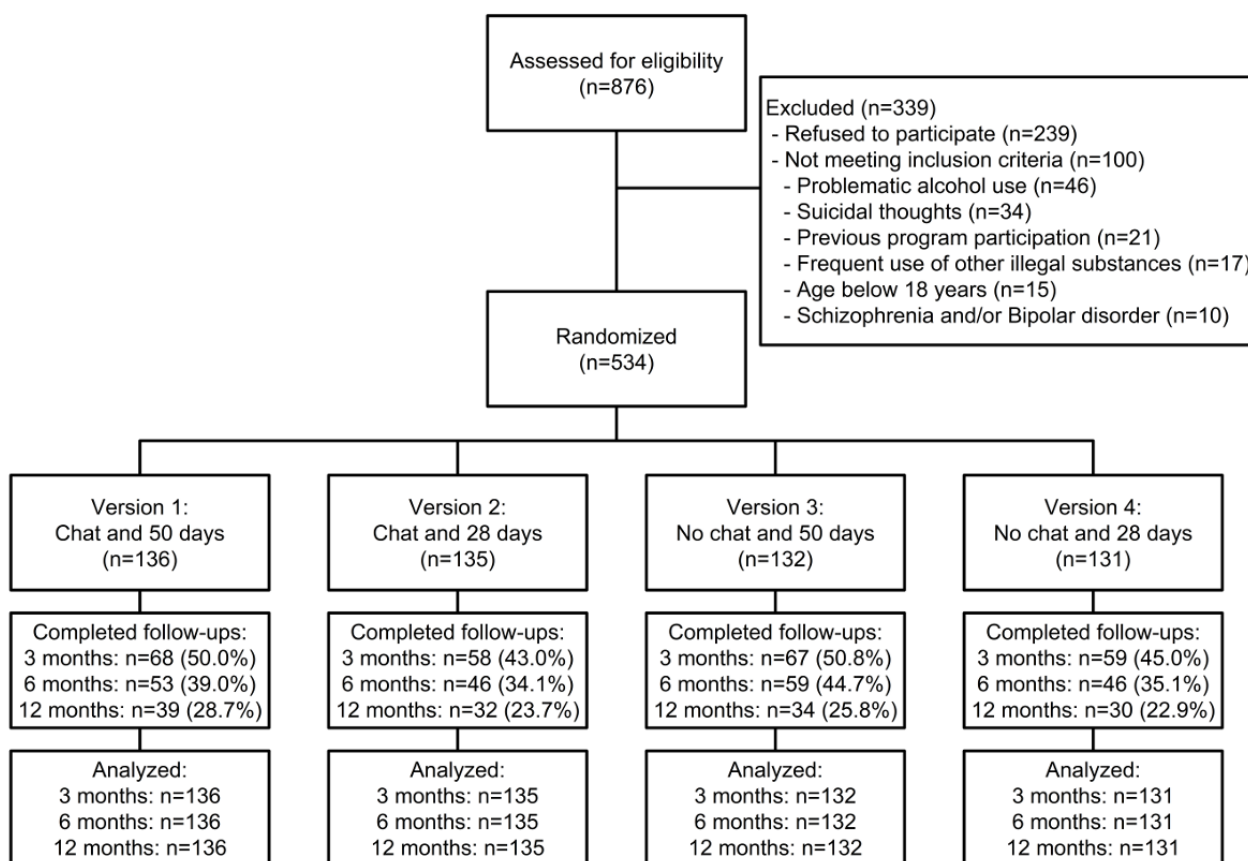 Assessed for eligibility
(n=876)
Excluded (n=339)
- Refused to participate (n=239)
- Not meeting inclusion criteria (n=100)
- Problematic alcohol use (n=46)
- Suicidal thoughts (n=34)
- Previous program participation (n=21)
- Frequent use of other illegal substances (n=17)
- Age below 18 years (n=15)
- Schizophrenia and/or Bipolar disorder (n=10)
Randomized
(n=534)
Version 1:
Chat and 50 days
(n=136)
Version 2:
Chat and 28 days
(n=135)
Version 3:
No chat and 50 days
(n=132)
Version 4:
No chat and 28 days
(n=131)
Completed follow-ups:
3 months: n=68 (50.0%)
6 months: n=53 (39.0%)
12 months: n=39 (28.7%)
Completed follow-ups:
3 months: n=58 (43.0%)
6 months: n=46 (34.1%)
12 months: n=32 (23.7%)
Completed follow-ups:
3 months: n=67 (50.8%)
6 months: n=59 (44.7%)
12 months: n=34 (25.8%)
Completed follow-ups:
3 months: n=59 (45.0%)
6 months: n=46 (35.1%)
12 months: n=30 (22.9%)
Analyzed:
3 months: n=136
6 months: n=136
12 months: n=136
Analyzed:
3 months: n=135
6 months: n=135
12 months: n=135
Analyzed:
3 months: n=132
6 months: n=132
12 months: n=132
Analyzed:
3 months: n=131
6 months: n=131
12 months: n=131